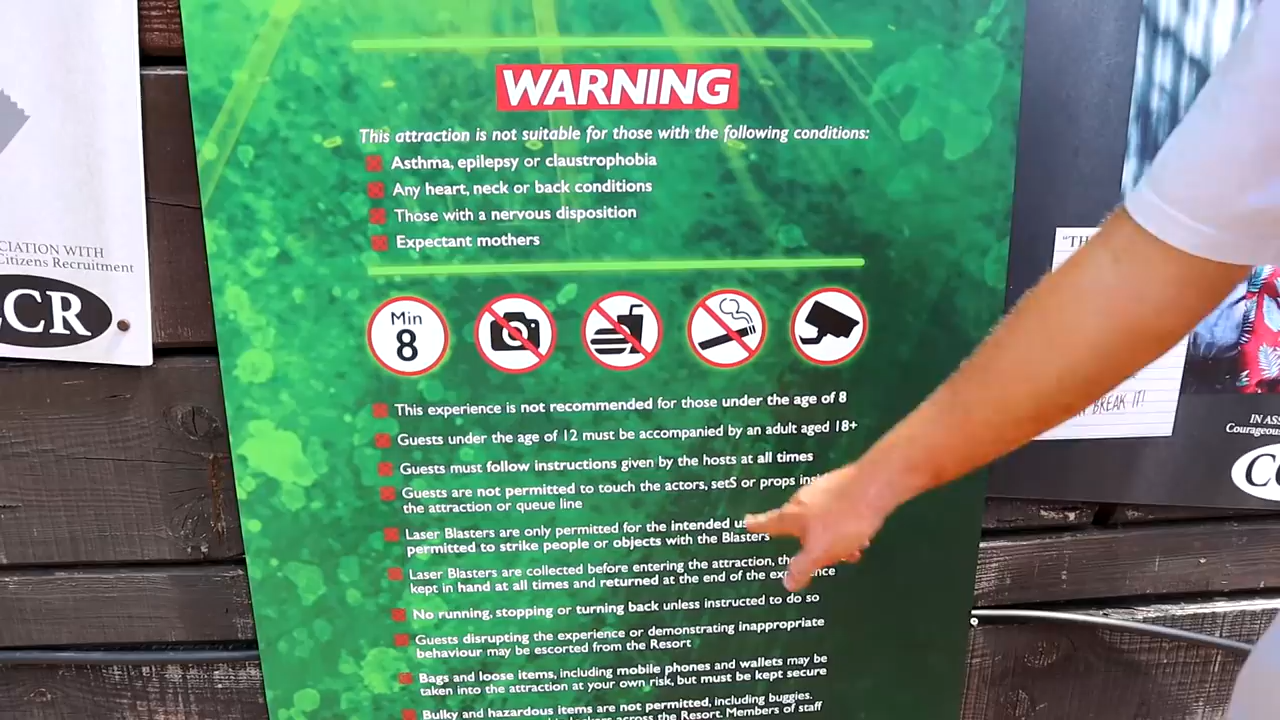 WARNING
This attraction is not suitable for those with the following conditions:
Asthma, epilepsy or claustrophobia
Any heart, neck or back conditions
Those with a nervous disposition
Expectant mothers
Min
8
This experience is not recommended for those under the age of 8
Guests under the age of 12 must be accompanied by an adult aged 18+
Guests must follow instructions given by the hosts at all times
Guests are not permitted to touch the actors, setS or props
the attraction or queue line
Laser Blasters are only permitted for the intended
permitted to strike people or objects with the Blasters
Laser Blasters are collected before entering the attraction,
kept in hand at all times and returned at the end of the
No running, stopping or turning back unless instructed to do so
Guests disrupting the experience or demonstrating inappropriate
behaviour may be escorted from the Resort
Bags and loose items, including mobile phones and wallets may be
taken into the attraction at your own risk, but must be kept secure
Bulky and hazardous items are not permitted, including buggies.
across the Resort. Members of staff
CIATION WITH
Citizens Recruitment
CR
BREAK IT!
IN
Courageous